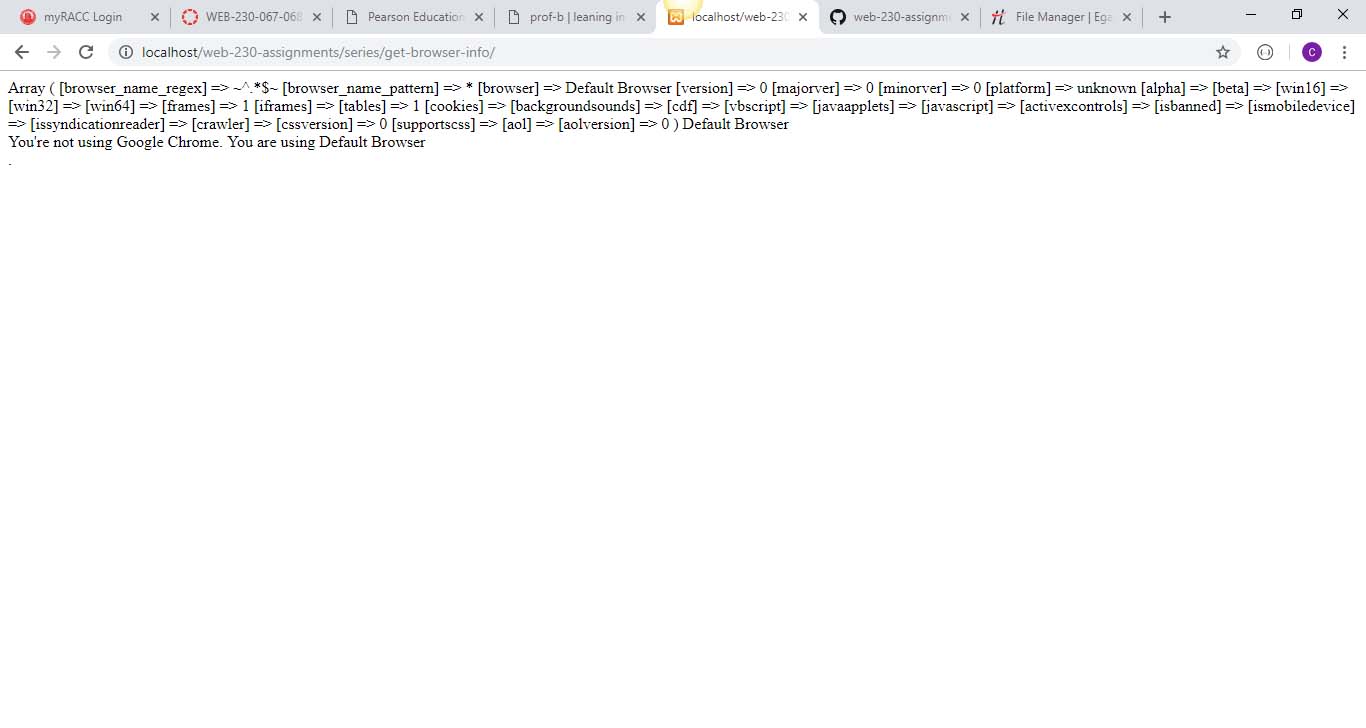 myRACC Login
WEB-230-067-068
Pearson Education
prof-b | leaning in
localhost/web-230
web-230-assignm
File Manager | Ega
localhost/web-230-assignments/series/get-browser-info/
C
Array ( [browser_name_regex] => ~^.*$~ [browser_name_pattern] => * [browser] => Default Browser [version] => 0 [majorver] => 0 [minorver] => 0 [platform] => unknown [alpha] => [beta] => [win16] =>
[win32] => [win64] => [frames] => 1 [iframes] => [tables] => 1 [cookies] => [backgroundsounds] => [cdf] => [vbscript] => [javaapplets] => [javascript] => [activexcontrols] => [isbanned] => [ismobiledevice]
=> [issyndicationreader] => [crawler] => [cssversion] => 0 [supportscss] => [aol] => [aolversion] => 0 ) Default Browser
You're not using Google Chrome. You are using Default Browser
.